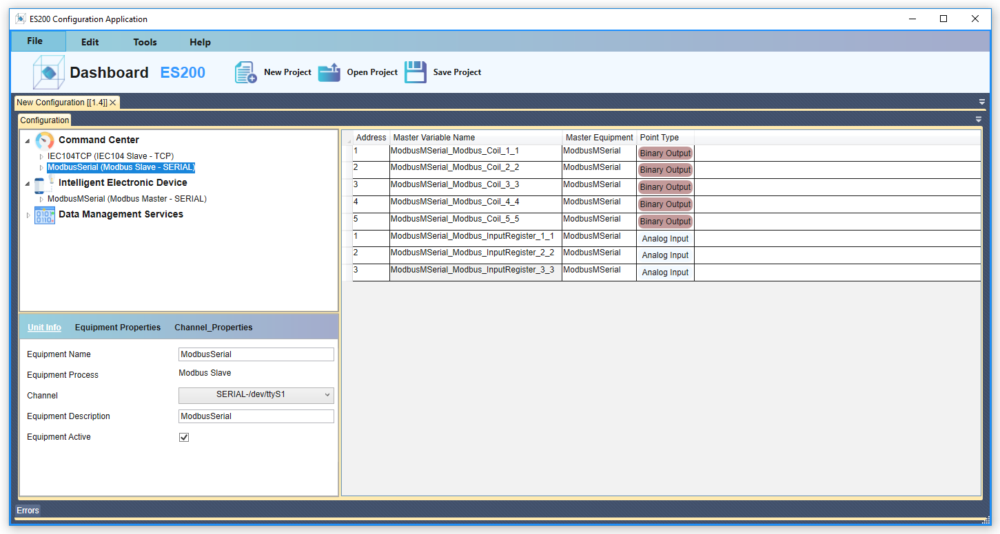 ES200 Configuration Application
File Edit Tools Help
Dashboard ES200 New Project Open Project Save Project
New Configuration [[1.4]]
Configuration
Command Center
IEC104TCP (IEC104 Slave - TCP)
ModbusSerial (Modbus Slave - SERIAL)
Intelligent Electronic Device
ModbusMSerial (Modbus Master - SERIAL)
Data Management Services
Address Master Variable Name Master Equipment Point Type
1 ModbusMSerial_Modbus_Coil_1_1 ModbusMSerial Binary Output
2 ModbusMSerial_Modbus_Coil_2_2 ModbusMSerial Binary Output
3 ModbusMSerial_Modbus_Coil_3_3 ModbusMSerial Binary Output
4 ModbusMSerial_Modbus_Coil_4_4 ModbusMSerial Binary Output
5 ModbusMSerial_Modbus_Coil_5_5 ModbusMSerial Binary Output
1 ModbusMSerial_Modbus_InputRegister_1_1 ModbusMSerial Analog Input
2 ModbusMSerial_Modbus_InputRegister_2_2 ModbusMSerial Analog Input
3 ModbusMSerial_Modbus_InputRegister_3_3 ModbusMSerial Analog Input
Unit Info Equipment Properties Channel_Properties
Equipment Name ModbusSerial
Equipment Process Modbus Slave
Channel SERIAL-/dev/ttyS1
Equipment Description ModbusSerial
Equipment Active
Errors